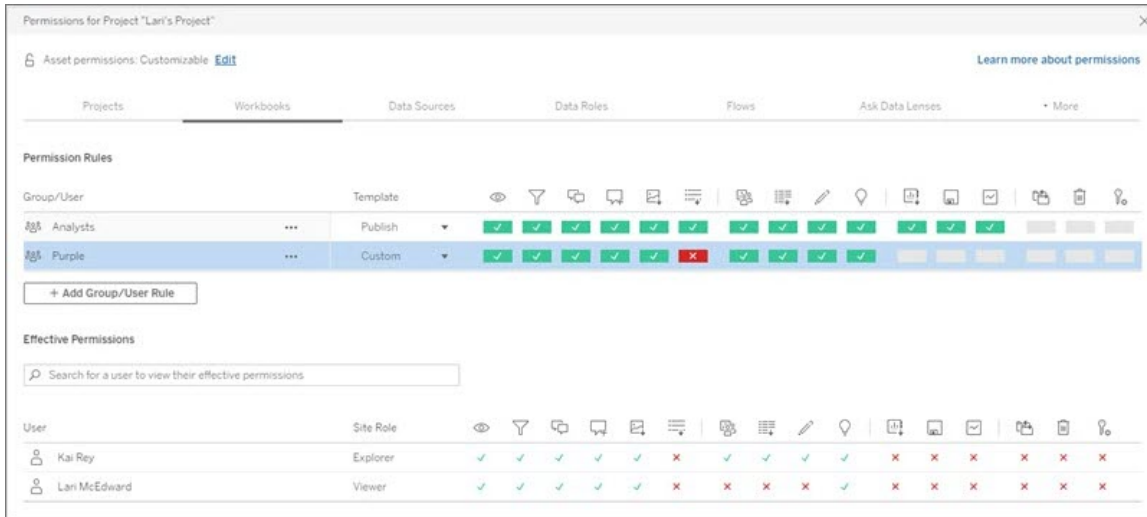 Permissions for Project "Lari's Project"
Asset permissions: Customizable Edit
Learn more about permissions
Projects Workbooks Data Sources Data Roles Flows Ask Data Lenses More
Permission Rules
Group/User Template
Analysts Publish
Purple Custom
+ Add Group/User Rule
Effective Permissions
Search for a user to view their effective permissions
User Site Role
Kai Rey Explorer
Lari McEdward Viewer